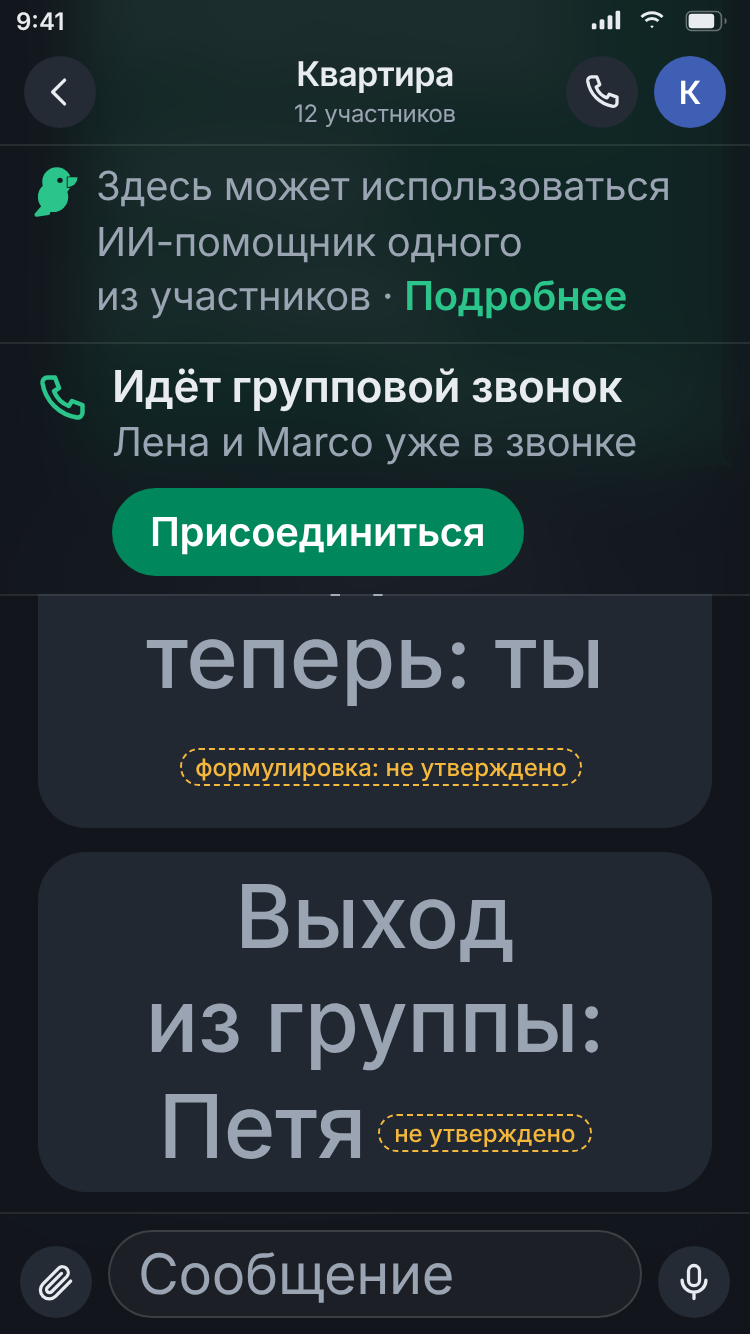 9:41
Квартира
12 участников
К
Здесь может использоваться
ИИ-помощник одного
из участников · Подробнее
Идёт групповой звонок
Лена и Marco уже в звонке
Присоединиться
теперь: ты
формулировка: не утверждено
Выход
из группы:
Петя не утверждено
Сообщение